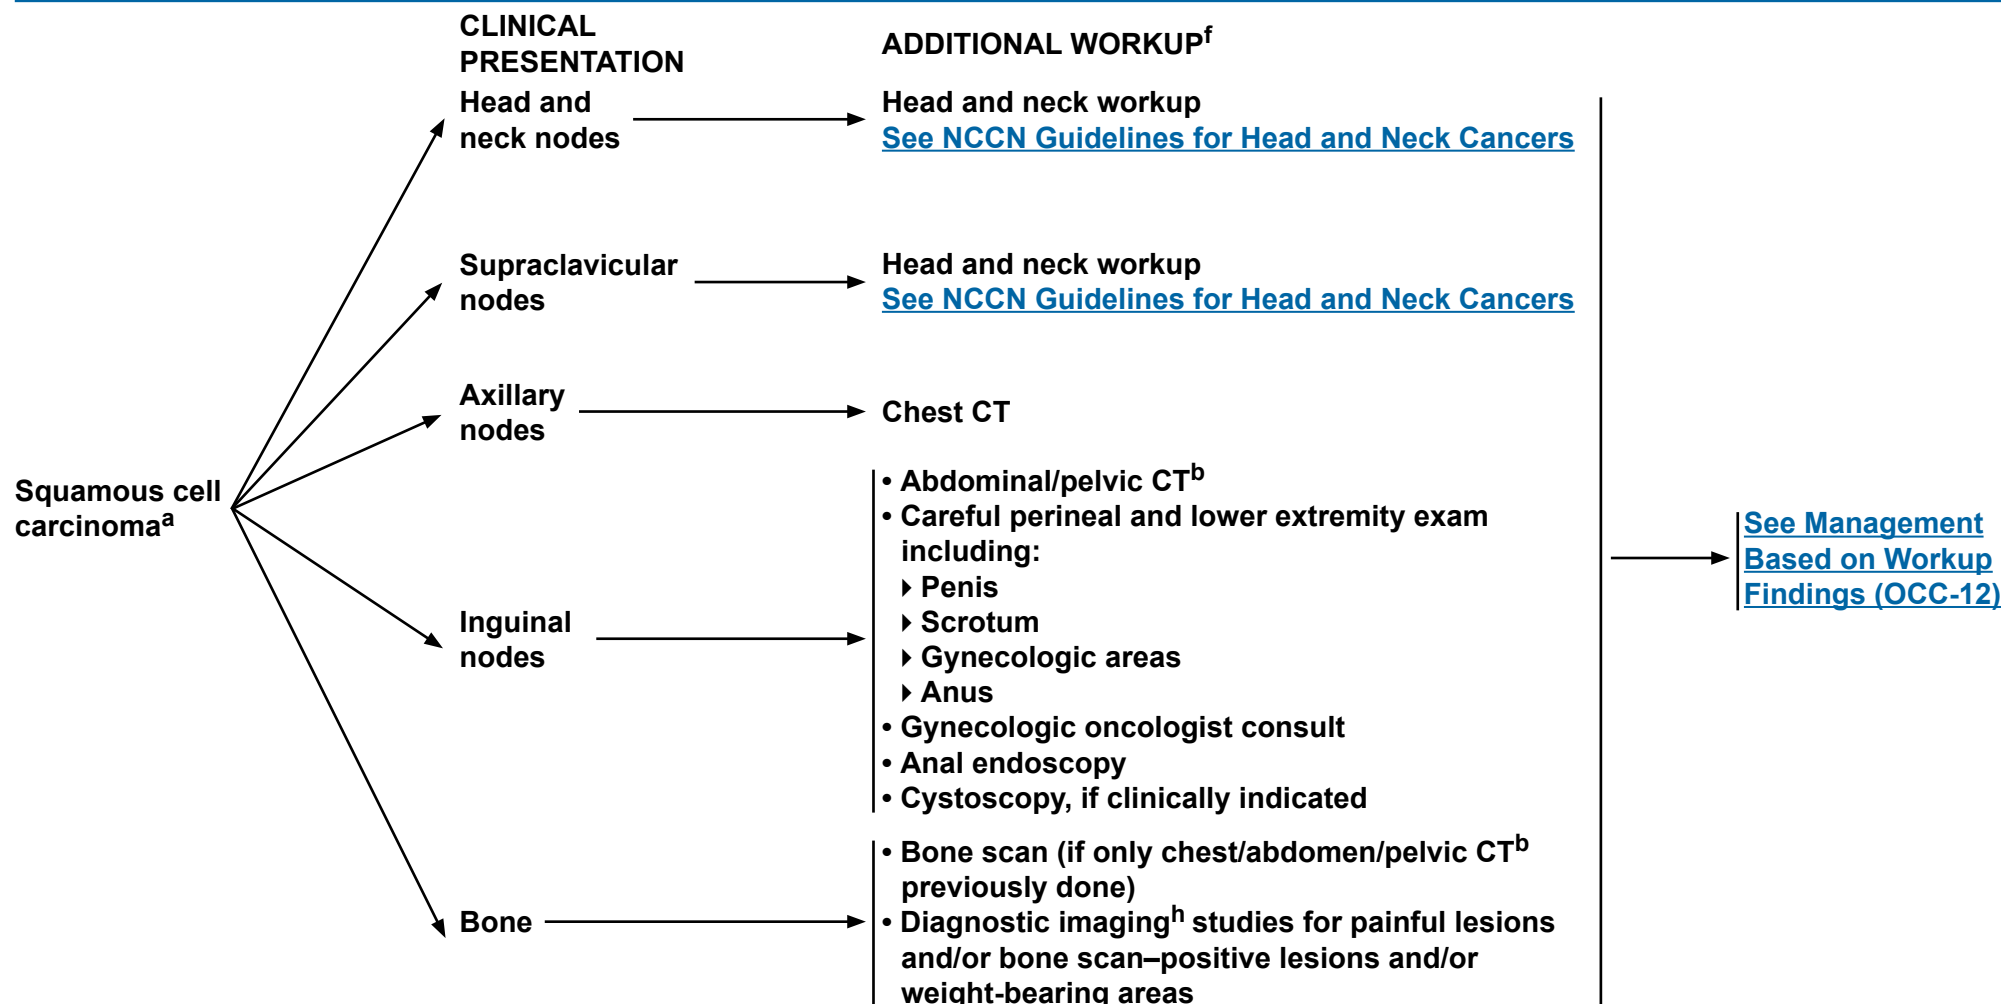 CLINICAL
PRESENTATION
ADDITIONAL WORKUPf
Head and
neck nodes
Head and neck workup
See NCCN Guidelines for Head and Neck Cancers
Supraclavicular
nodes
Head and neck workup
See NCCN Guidelines for Head and Neck Cancers
Axillary
nodes
Chest CT
Squamous cell
carcinomaa
Inguinal
nodes
• Abdominal/pelvic CTb
• Careful perineal and lower extremity exam
including:
Penis
Scrotum
Gynecologic areas
Anus
• Gynecologic oncologist consult
• Anal endoscopy
• Cystoscopy, if clinically indicated
Bone
• Bone scan (if only chest/abdomen/pelvic CTb
previously done)
• Diagnostic imagingh studies for painful lesions
and/or bone scan–positive lesions and/or
weight-bearing areas
See Management
Based on Workup
Findings (OCC-12)